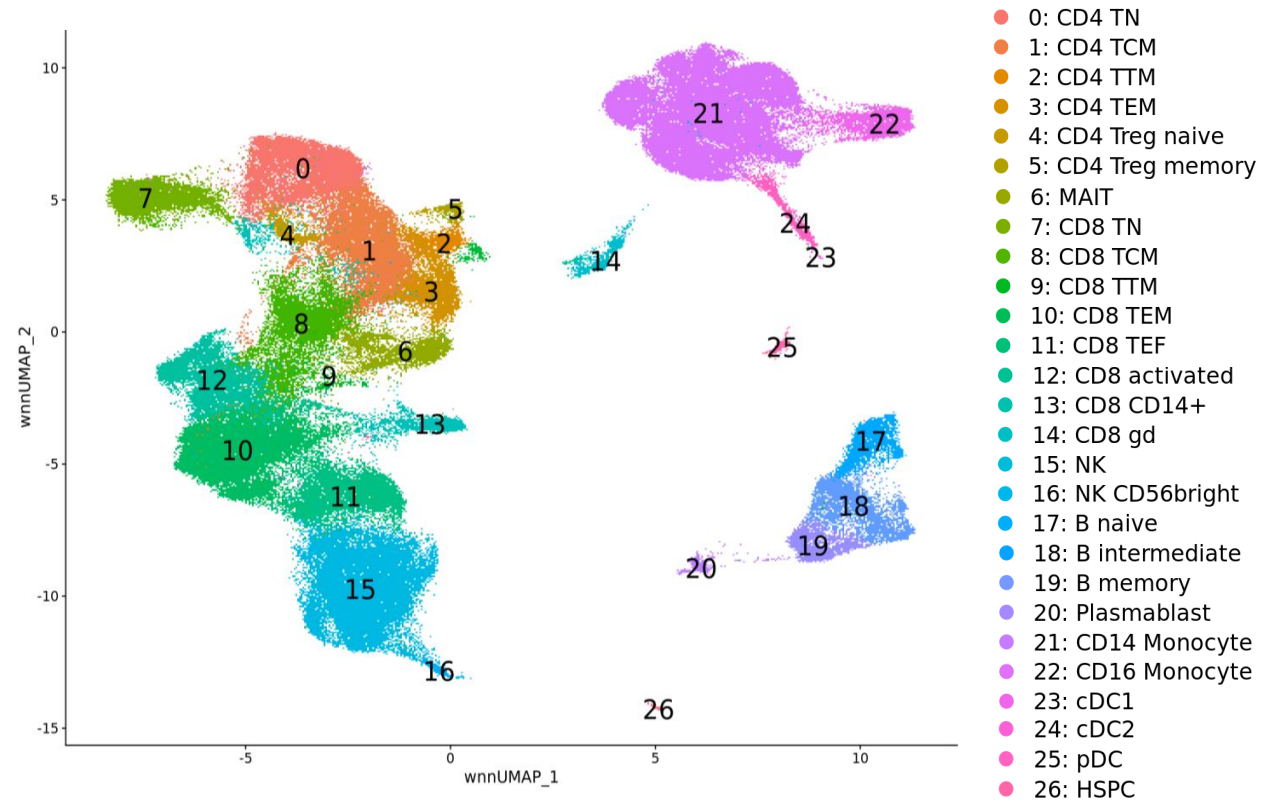 10
5
0
-5
-10
-15
wnnUMAP_2
-5
0
5
10
wnnUMAP_1
0
1
2
3
4
5
6
7
8
9
10
11
12
13
14
15
16
17
18
19
20
21
22
23
24
25
26
0: CD4 TN
1: CD4 TCM
2: CD4 TTM
3: CD4 TEM
4: CD4 Treg naive
5: CD4 Treg memory
6: MAIT
7: CD8 TN
8: CD8 TCM
9: CD8 TTM
10: CD8 TEM
11: CD8 TEF
12: CD8 activated
13: CD8 CD14+
14: CD8 gd
15: NK
16: NK CD56bright
17: B naive
18: B intermediate
19: B memory
20: Plasmablast
21: CD14 Monocyte
22: CD16 Monocyte
23: cDC1
24: cDC2
25: pDC
26: HSPC